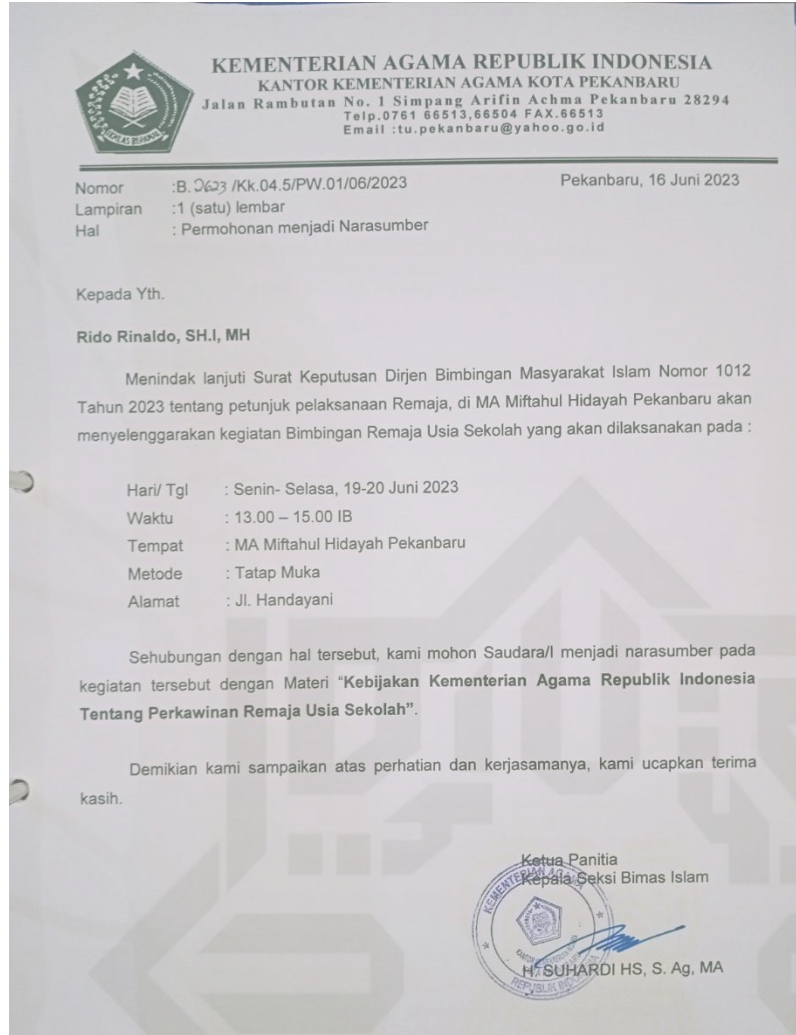 KEMENTERIAN AGAMA REPUBLIK INDONESIA
KANTOR KEMENTERIAN AGAMA KOTA PEKANBARU
Jalan Rambutan No. 1 Simpang Arifin Achma Pekanbaru 28294
Telp.0761 66513,66504 FAX.66513
Email :tu.pekanbaru@yahoo.go.id
Nomor :B. 2623 /Kk.04.5/PW.01/06/2023 Pekanbaru, 16 Juni 2023
Lampiran :1 (satu) lembar
Hal : Permohonan menjadi Narasumber
Kepada Yth.
Rido Rinaldo, SH.I, MH
Menindak lanjuti Surat Keputusan Dirjen Bimbingan Masyarakat Islam Nomor 1012
Tahun 2023 tentang petunjuk pelaksanaan Remaja, di MA Miftahul Hidayah Pekanbaru akan
menyelenggarakan kegiatan Bimbingan Remaja Usia Sekolah yang akan dilaksanakan pada :
Hari/ Tgl : Senin- Selasa, 19-20 Juni 2023
Waktu : 13.00 – 15.00 IB
Tempat : MA Miftahul Hidayah Pekanbaru
Metode : Tatap Muka
Alamat : Jl. Handayani
Sehubungan dengan hal tersebut, kami mohon Saudara/I menjadi narasumber pada
kegiatan tersebut dengan Materi “Kebijakan Kementerian Agama Republik Indonesia
Tentang Perkawinan Remaja Usia Sekolah”.
Demikian kami sampaikan atas perhatian dan kerjasamanya, kami ucapkan terima
kasih.
Ketua Panitia
Kepala Seksi Bimas Islam
KEMENTERIAN AGAMA
REPUBLIK INDONESIA
H. SUHARDI HS, S. Ag, MA